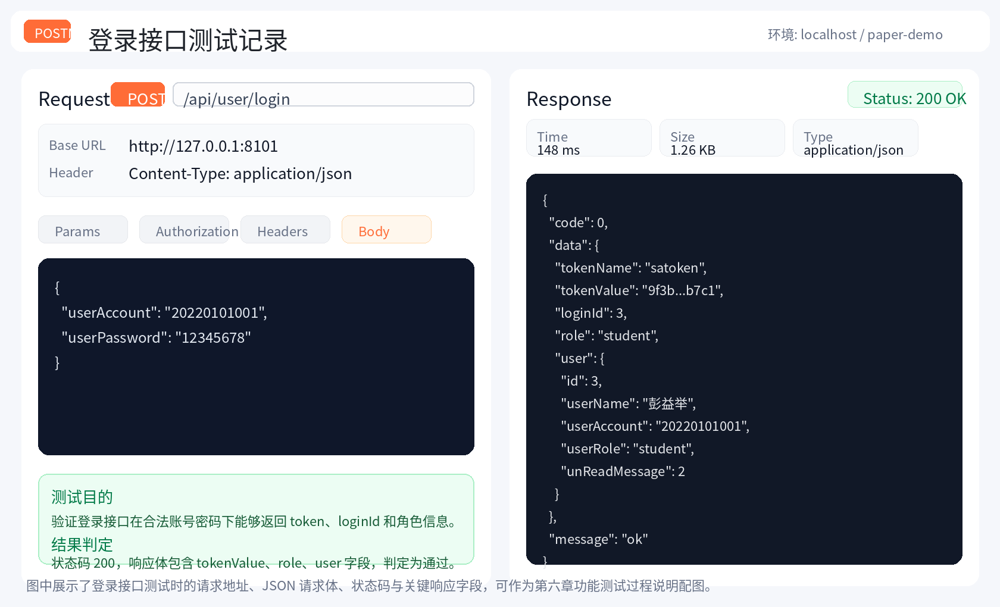 POSTM
登录接口测试记录
环境: localhost / paper-demo
Request
POST
/api/user/login
Base URL
http://127.0.0.1:8101
Header
Content-Type: application/json
Params
Authorization
Headers
Body
{
"userAccount": "20220101001",
"userPassword": "12345678"
}
测试目的
验证登录接口在合法账号密码下能够返回 token、loginId 和角色信息。
结果判定
状态码 200，响应体包含 tokenValue、role、user 字段，判定为通过。
Response
Status: 200 OK
Time
148 ms
Size
1.26 KB
Type
application/json
{
"code": 0,
"data": {
"tokenName": "satoken",
"tokenValue": "9f3b...b7c1",
"loginId": 3,
"role": "student",
"user": {
"id": 3,
"userName": "彭益举",
"userAccount": "20220101001",
"userRole": "student",
"unReadMessage": 2
}
},
"message": "ok"
}
图中展示了登录接口测试时的请求地址、JSON 请求体、状态码与关键响应字段，可作为第六章功能测试过程说明配图。